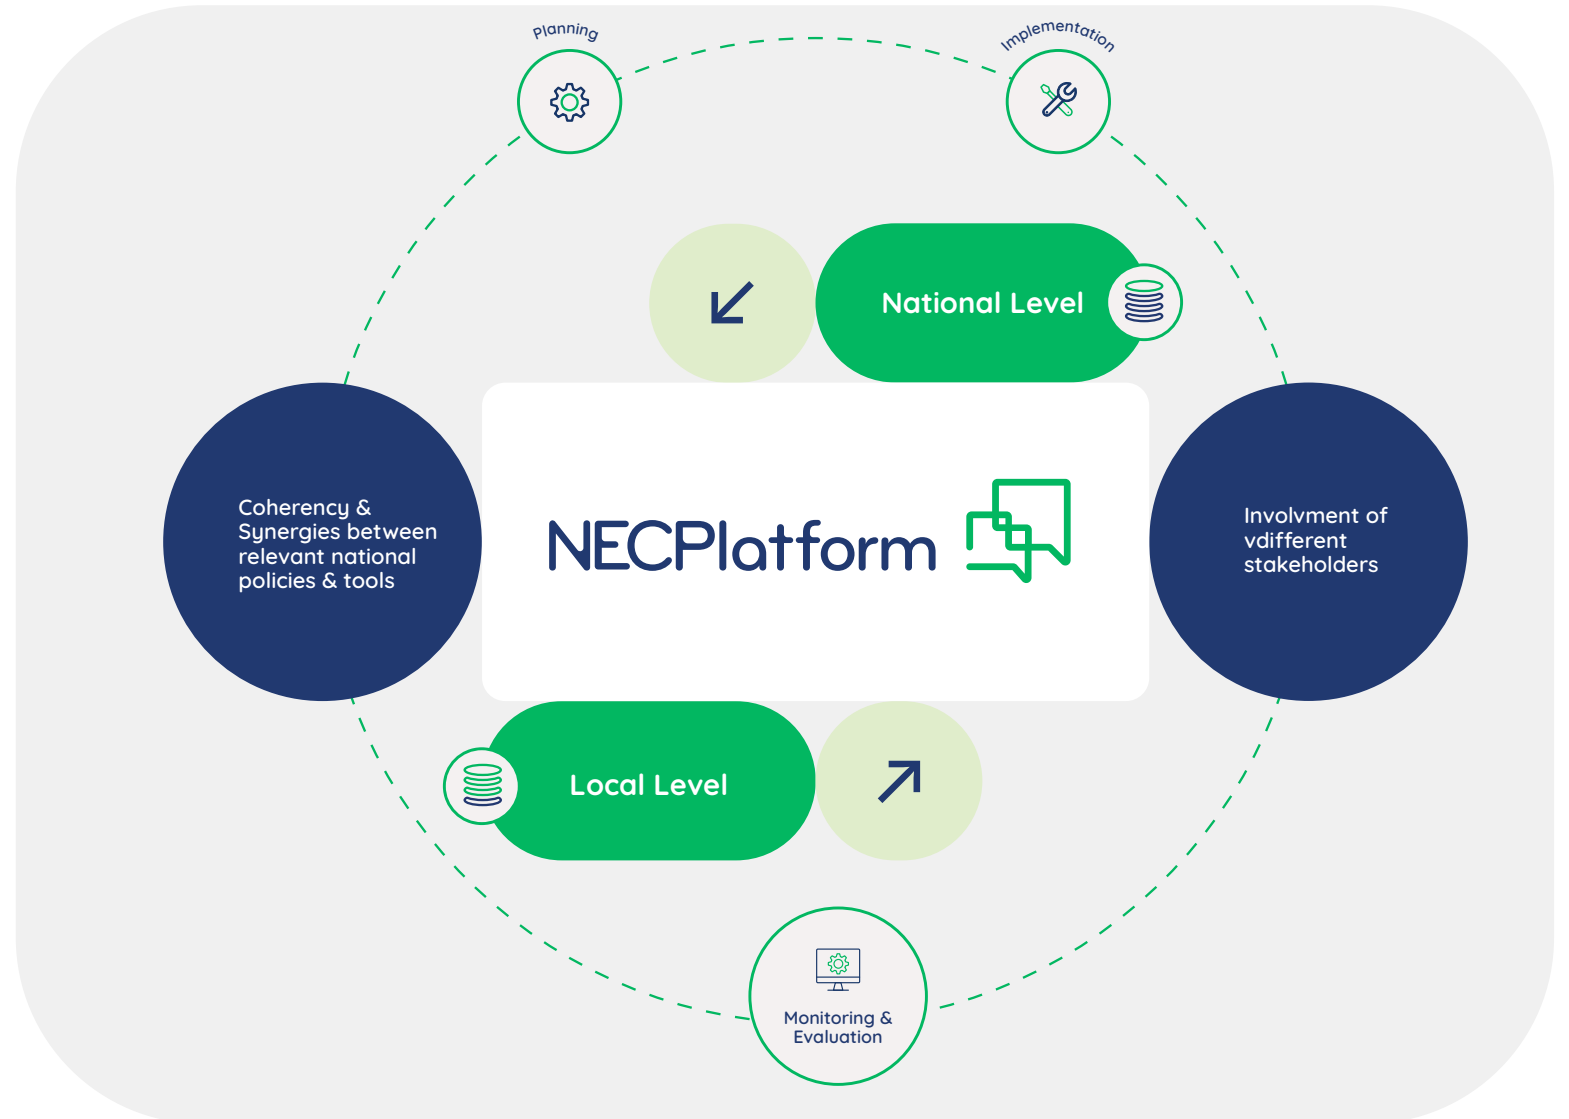 Planning
Implementation
National Level
Coherency &
Synergies between
relevant national
policies & tools
NECPlatform
Involvment of
vdifferent
stakeholders
Local Level
Monitoring &
Evaluation